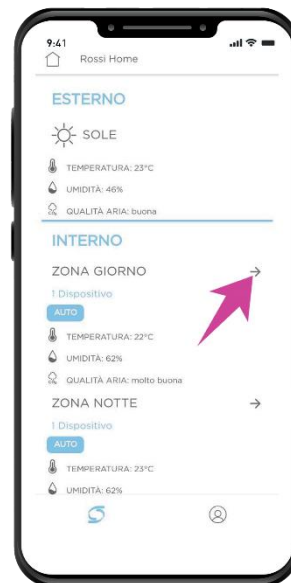 9:41
Rossi Home
ESTERNO
SOLE
TEMPERATURA: 23°C
UMIDITÀ: 46%
QUALITÀ ARIA: buona
INTERNO
ZONA GIORNO
1 Dispositivo
AUTO
TEMPERATURA: 22°C
UMIDITÀ: 62%
QUALITÀ ARIA: molto buona
ZONA NOTTE
1 Dispositivo
AUTO
TEMPERATURA: 23°C
UMIDITÀ: 62%